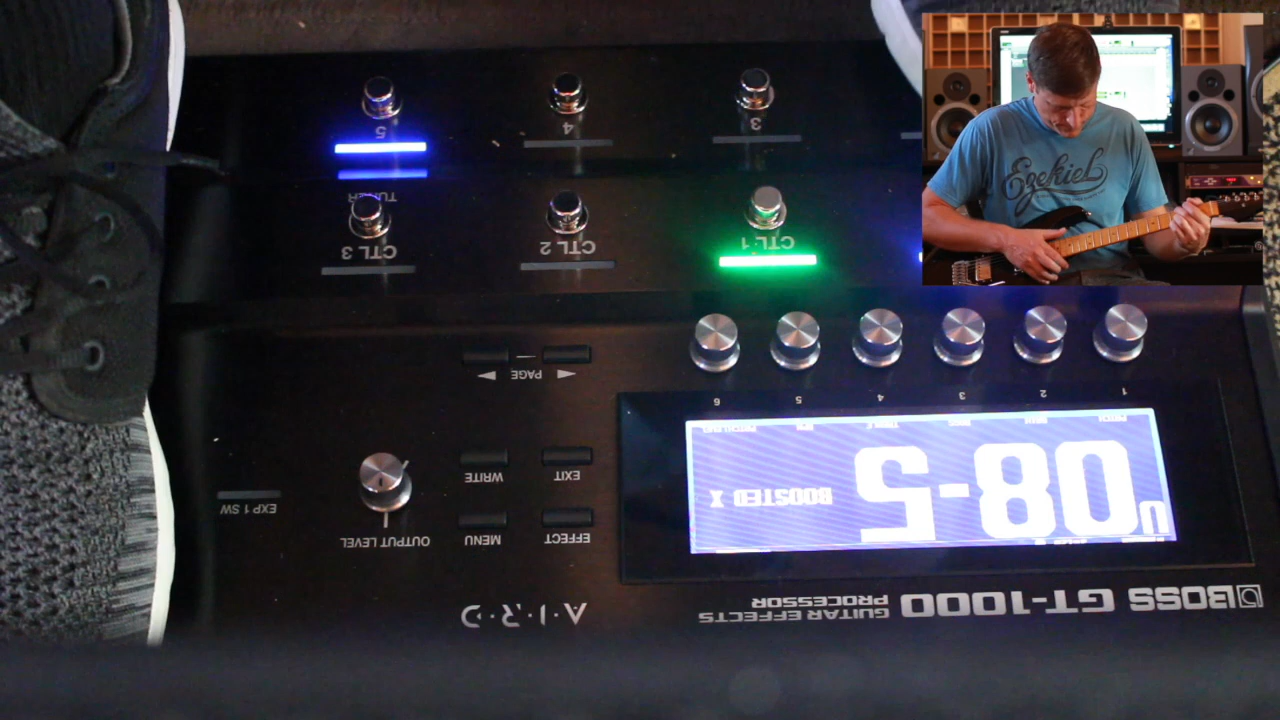 BOSS GT-1000 GUITAR EFFECTS PROCESSOR
A·I·R·D
U08-5 BOOSTED X
EFFECT
MENU
OUTPUT LEVEL
EXIT
WRITE
EXP 1 SW
1 2 3 4 5 6
◀ PAGE ▶
CTL 1
CTL 2
CTL 3
TUNER
3
4
5
Ezekiel